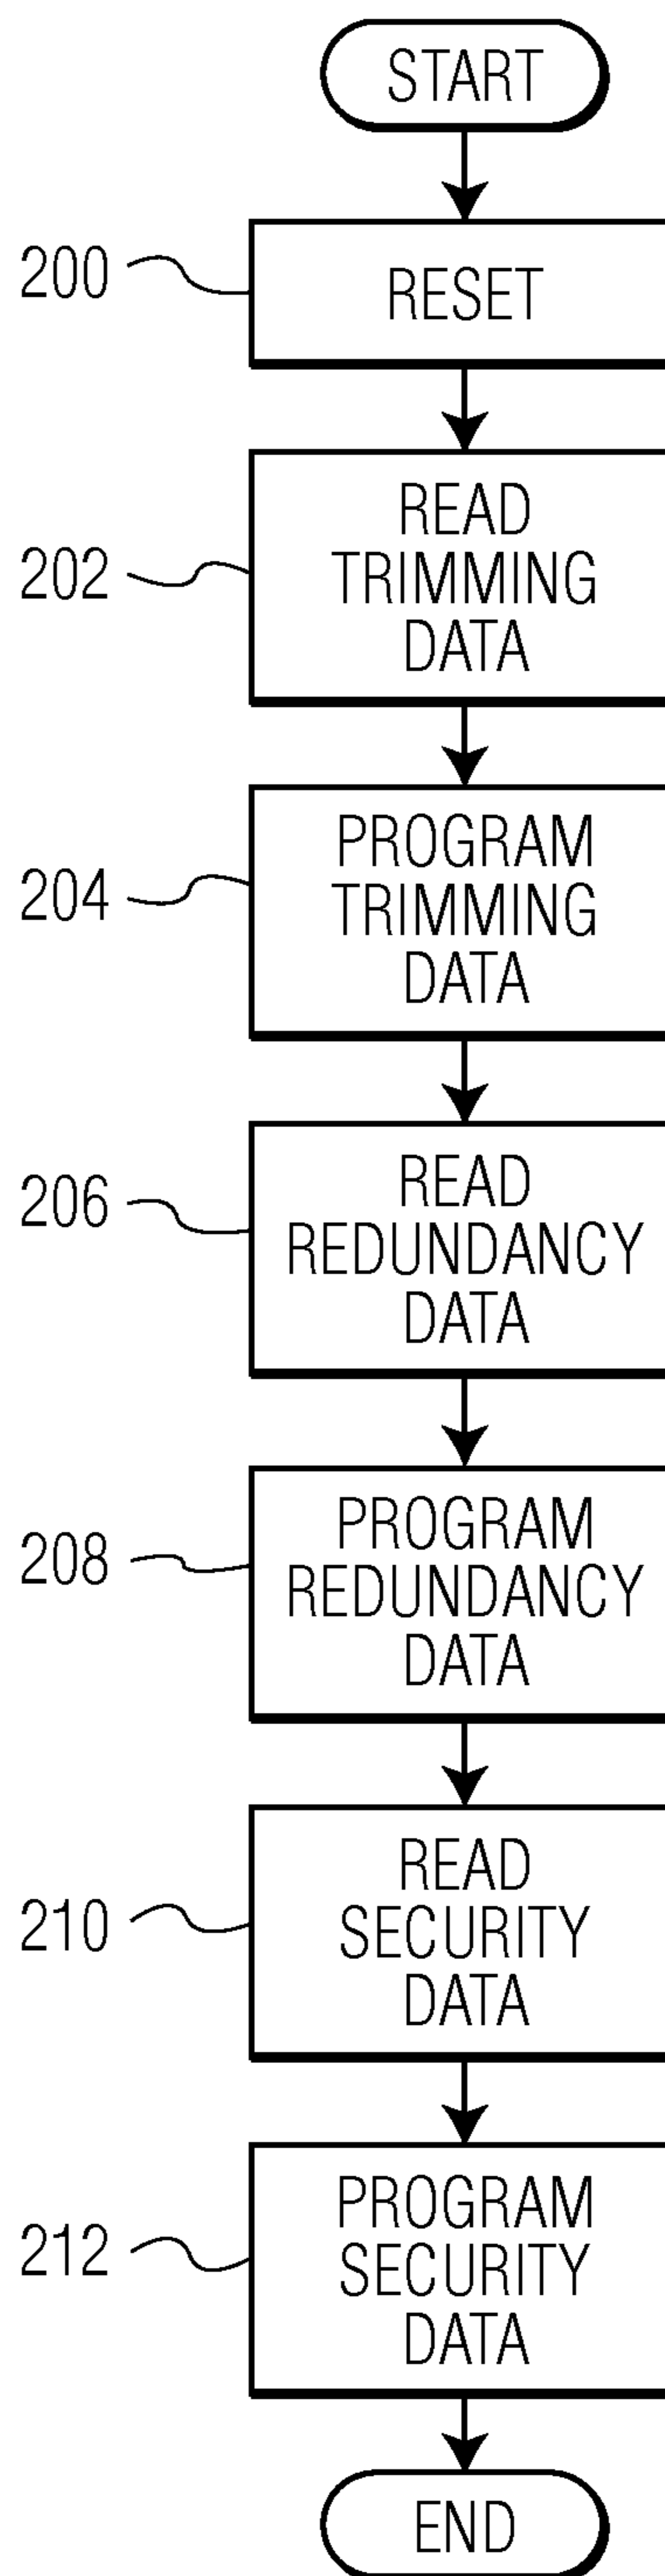 START
200
RESET
202
READ
TRIMMING
DATA
204
PROGRAM
TRIMMING
DATA
206
READ
REDUNDANCY
DATA
208
PROGRAM
REDUNDANCY
DATA
210
READ
SECURITY
DATA
212
PROGRAM
SECURITY
DATA
END